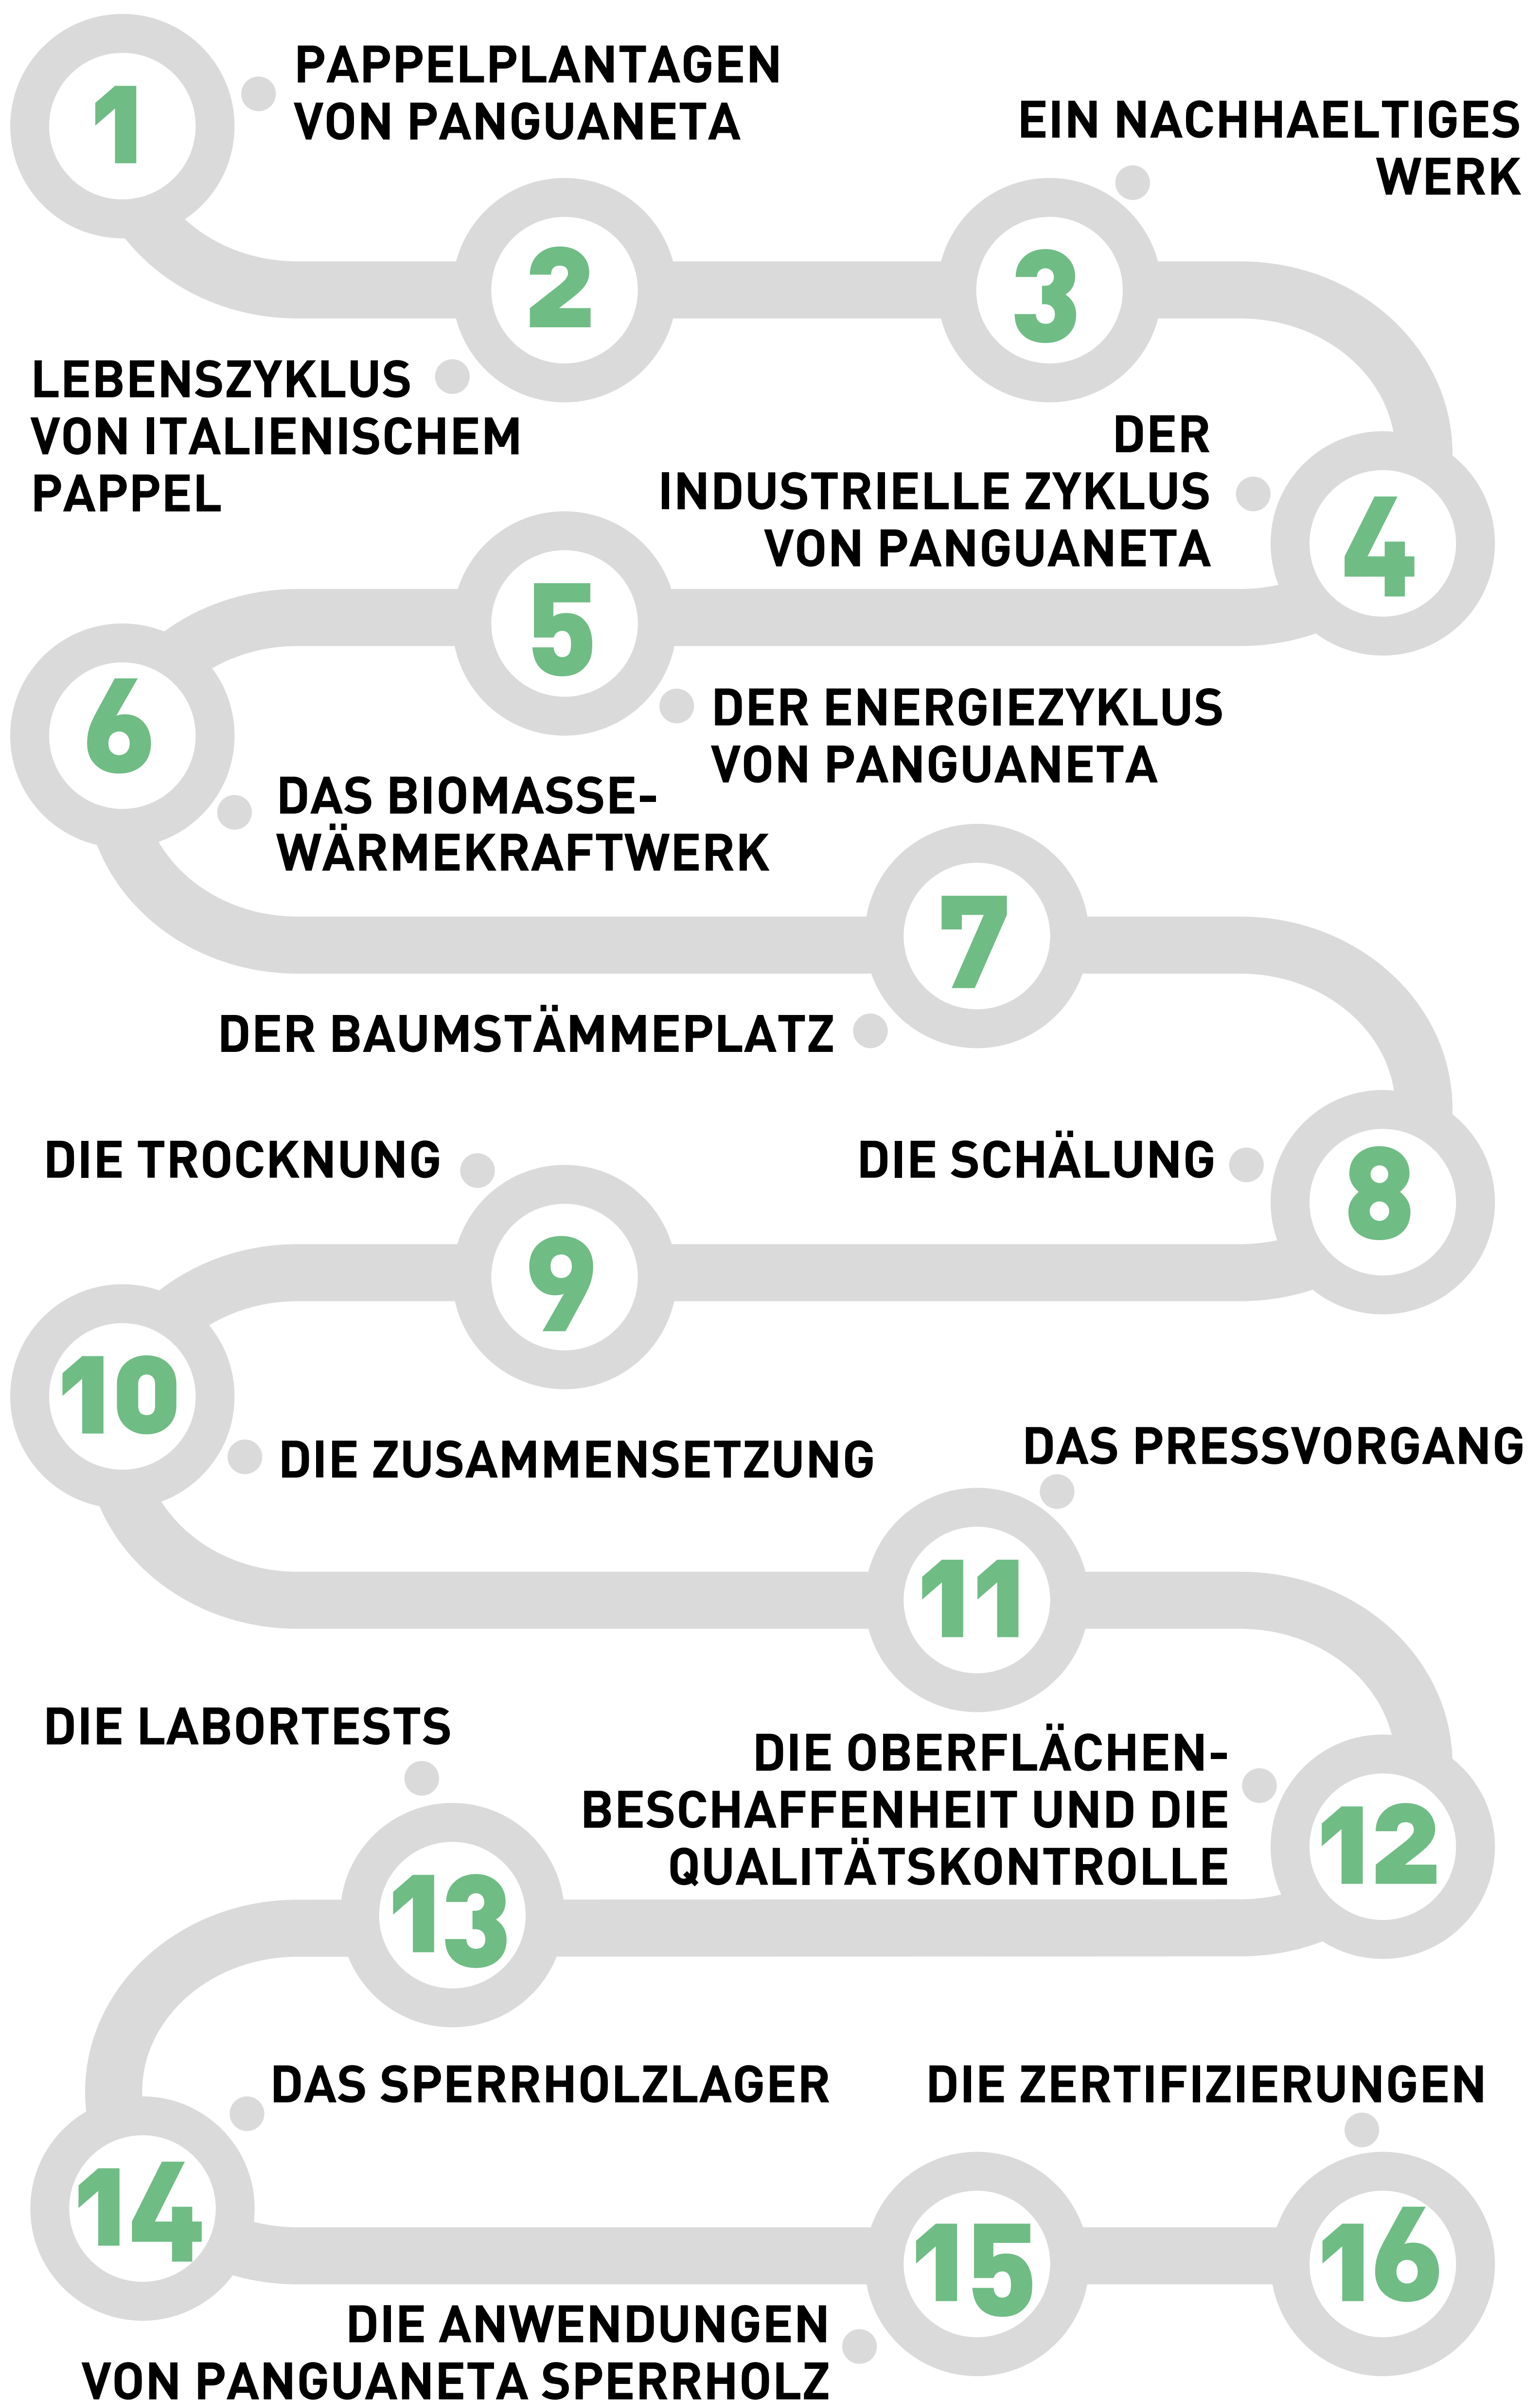 1
PAPPELPLANTAGEN
VON PANGUANETA
2
LEBENSZYKLUS
VON ITALIENISCHEM
PAPPEL
3
EIN NACHHAELTIGES
WERK
4
DER
INDUSTRIELLE ZYKLUS
VON PANGUANETA
5
DER ENERGIEZYKLUS
VON PANGUANETA
6
DAS BIOMASSE-
WÄRMEKRAFTWERK
7
DER BAUMSTÄMMEPLATZ
8
DIE SCHÄLUNG
9
DIE TROCKNUNG
10
DIE ZUSAMMENSETZUNG
11
DAS PRESSVORGANG
12
DIE OBERFLÄCHEN-
BESCHAFFENHEIT UND DIE
QUALITÄTSKONTROLLE
13
DIE LABORTESTS
14
DAS SPERRHOLZLAGER
15
DIE ANWENDUNGEN
VON PANGUANETA SPERRHOLZ
16
DIE ZERTIFIZIERUNGEN